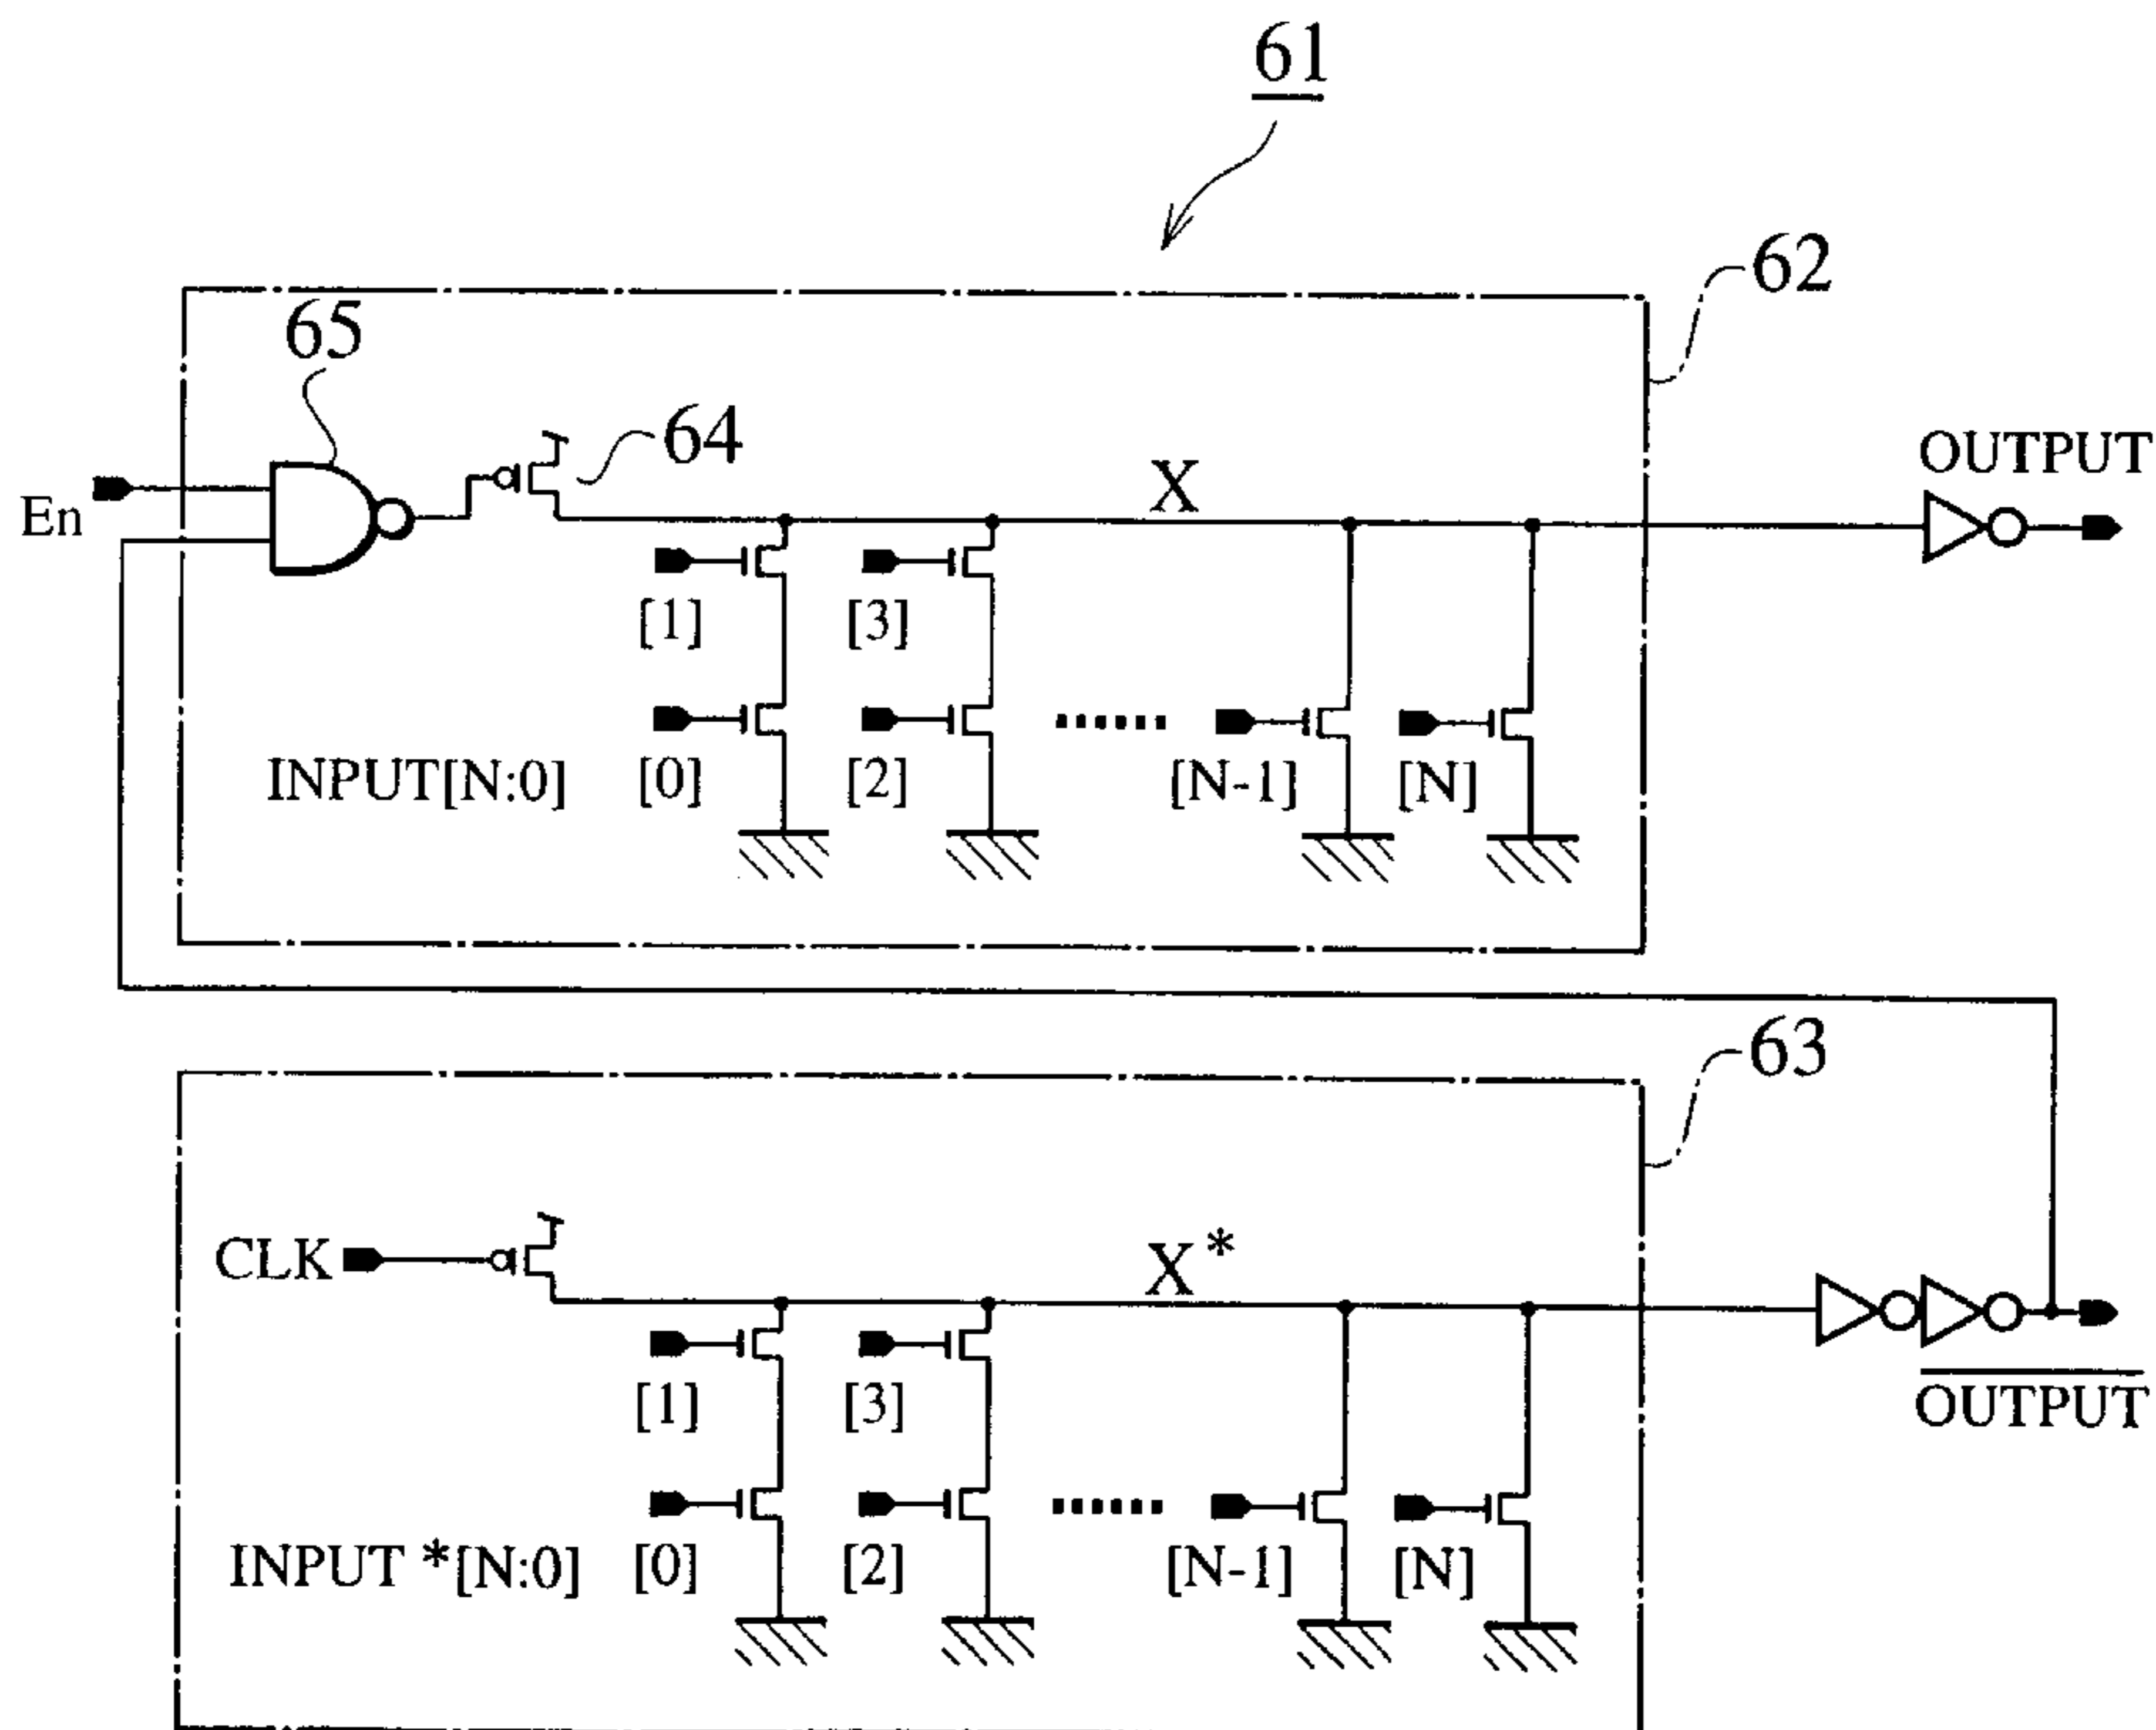 61
62
65
64
En
X
OUTPUT
[1]
[3]
INPUT[N:0]
[0]
[2]
[N-1]
[N]
63
CLK
X*
[1]
[3]
OUTPUT
INPUT *[N:0]
[0]
[2]
[N-1]
[N]